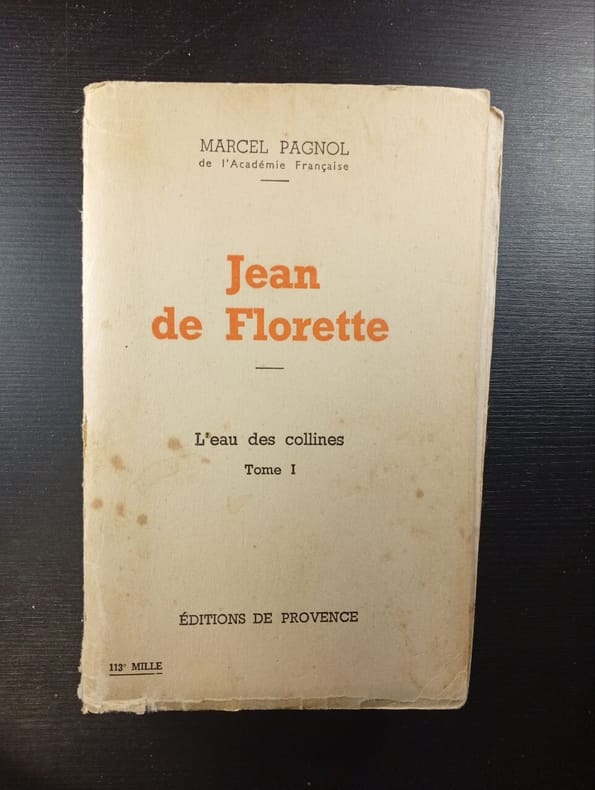 MARCEL PAGNOL
de l'Académie Française
Jean
de Florette
L'eau des collines
Tome I
ÉDITIONS DE PROVENCE
113e MILLE